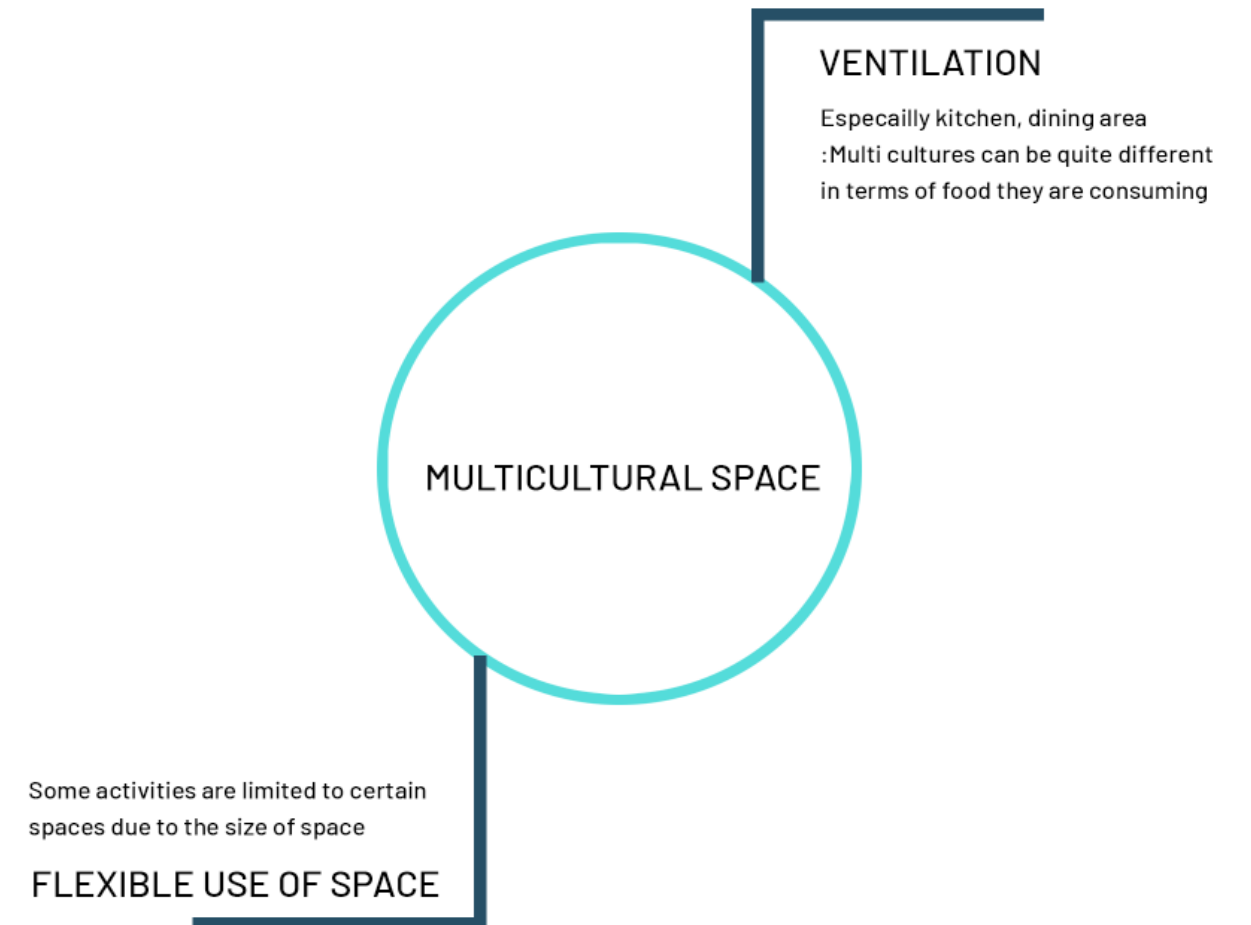 VENTILATION
Especailly kitchen, dining area
:Multi cultures can be quite different
in terms of food they are consuming
MULTICULTURAL SPACE
Some activities are limited to certain
spaces due to the size of space
FLEXIBLE USE OF SPACE